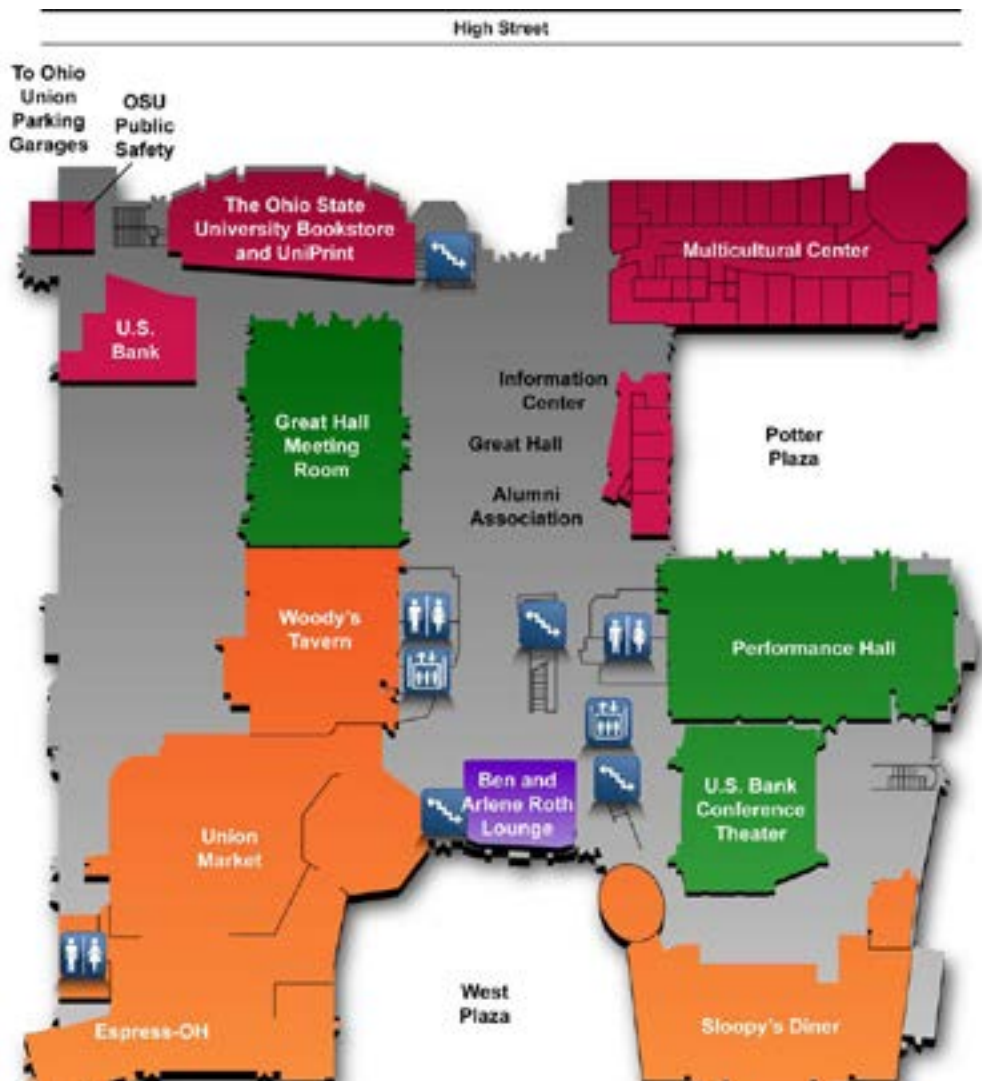 High Street
To Ohio
Union
Parking
Garages
OSU
Public
Safety
The Ohio State
University Bookstore
and UniPrint
Multicultural Center
U.S.
Bank
Information
Center
Great Hall
Meeting
Room
Great Hall
Potter
Plaza
Alumni
Association
Woody's
Tavern
Performance Hall
Ben and
Arlene Roth
Lounge
U.S. Bank
Conference
Theater
Union
Market
West
Plaza
Espress-OH
Sloopy's Diner